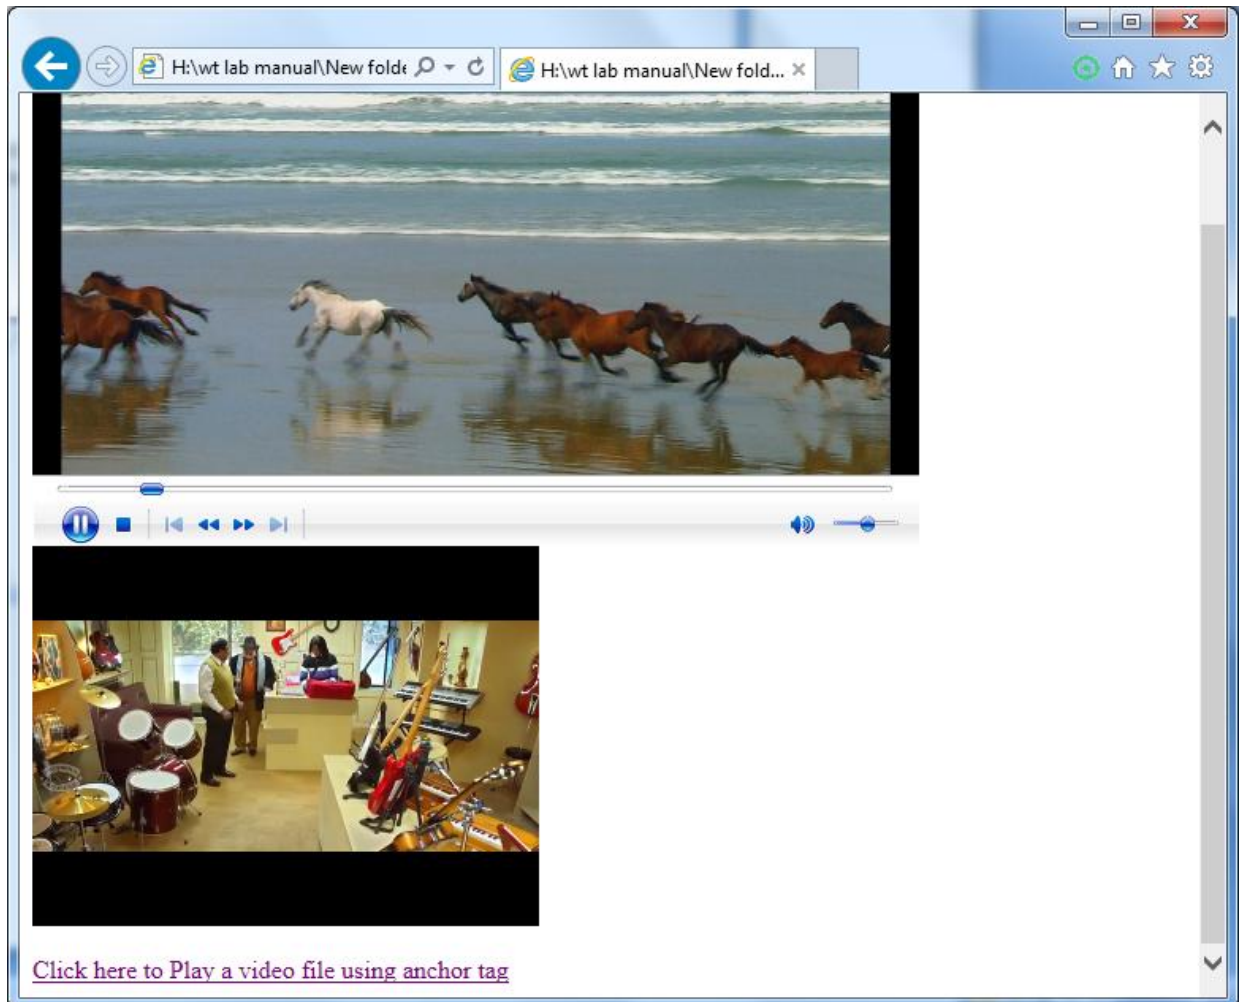 H:\wt lab manual\New folde
H:\wt lab manual\New fold...
Click here to Play a video file using anchor tag